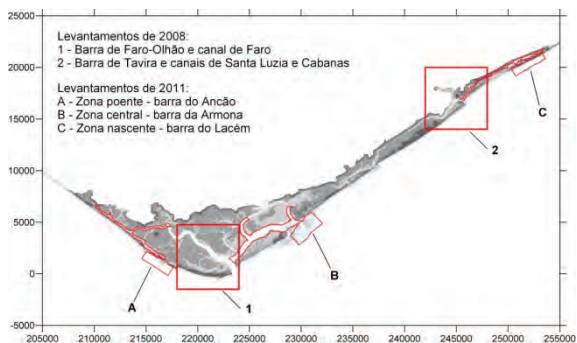 Levantamentos de 2008:
1 - Barra de Faro-Olhão e canal de Faro
2 - Barra de Tavira e canais de Santa Luzia e Cabanas
Levantamentos de 2011:
A - Zona poente - barra do Ancão
B - Zona central - barra da Armona
C - Zona nascente - barra do Lacém
25000
20000
15000
10000
5000
0
-5000
C
2
B
A
1
205000 210000 215000 220000 225000 230000 235000 240000 245000 250000 255000